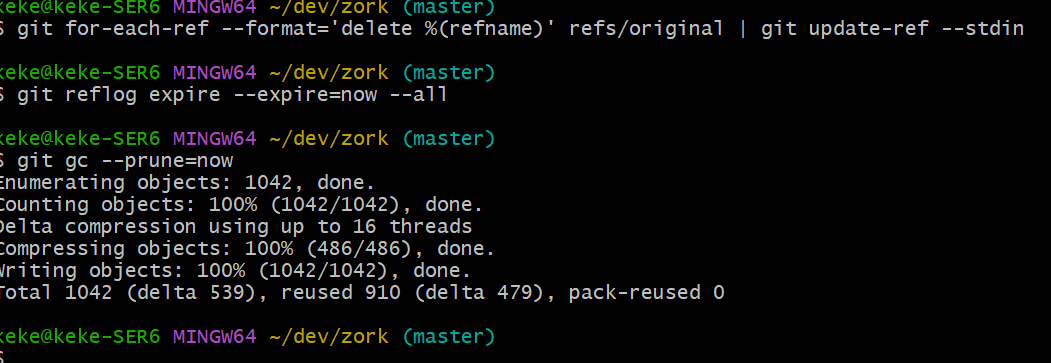 keke@keke-SER6 MINGW64 ~/dev/zork (master)
$ git for-each-ref --format='delete %(refname)' refs/original | git update-ref --stdin
keke@keke-SER6 MINGW64 ~/dev/zork (master)
$ git reflog expire --expire=now --all
keke@keke-SER6 MINGW64 ~/dev/zork (master)
$ git gc --prune=now
Enumerating objects: 1042, done.
Counting objects: 100% (1042/1042), done.
Delta compression using up to 16 threads
Compressing objects: 100% (486/486), done.
Writing objects: 100% (1042/1042), done.
Total 1042 (delta 539), reused 910 (delta 479), pack-reused 0
keke@keke-SER6 MINGW64 ~/dev/zork (master)
$